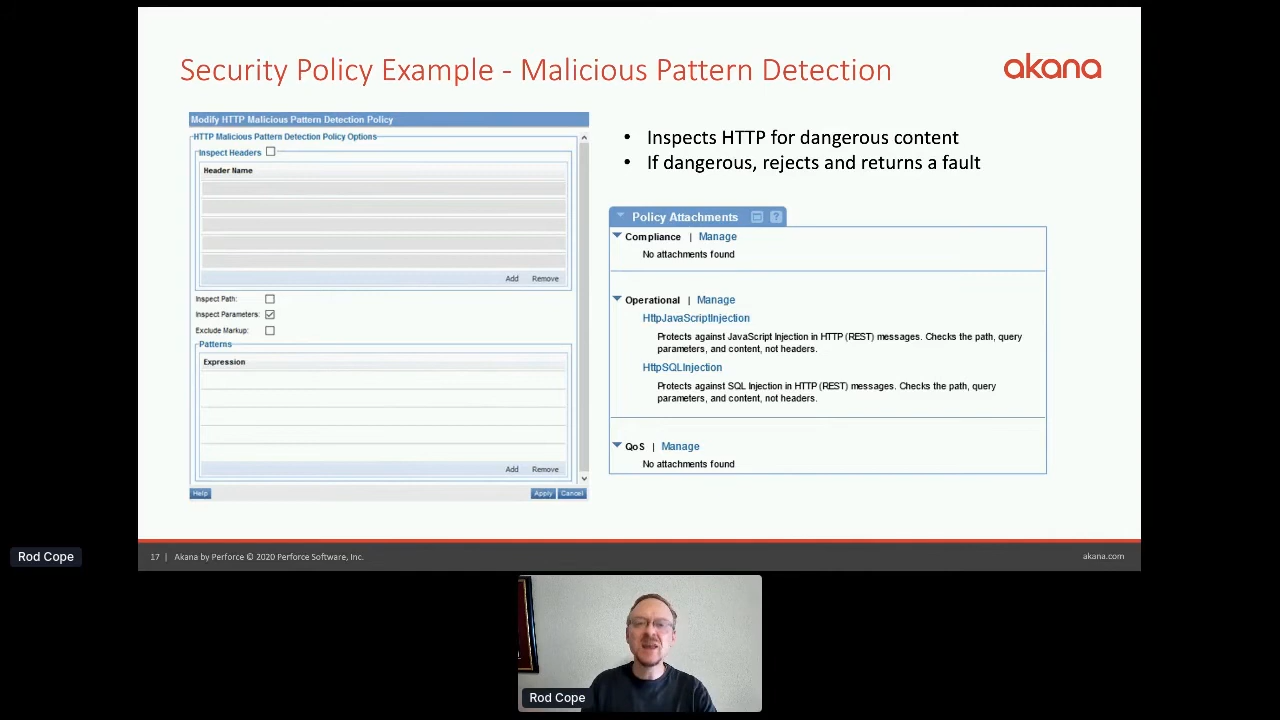 Security Policy Example - Malicious Pattern Detection
akana
Modify HTTP Malicious Pattern Detection Policy
HTTP Malicious Pattern Detection Policy Options
Inspect Headers
Header Name
Add Remove
Inspect Path:
Inspect Parameters:
Exclude Markup:
Patterns
Expression
Add Remove
Help Apply Cancel
• Inspects HTTP for dangerous content
• If dangerous, rejects and returns a fault
Policy Attachments
Compliance | Manage
No attachments found
Operational | Manage
HttpJavaScriptInjection
Protects against JavaScript Injection in HTTP (REST) messages. Checks the path, query
parameters, and content, not headers.
HttpSQLInjection
Protects against SQL Injection in HTTP (REST) messages. Checks the path, query
parameters, and content, not headers.
QoS | Manage
No attachments found
Rod Cope
17 | Akana by Perforce © 2020 Perforce Software, Inc.
akana.com
Rod Cope